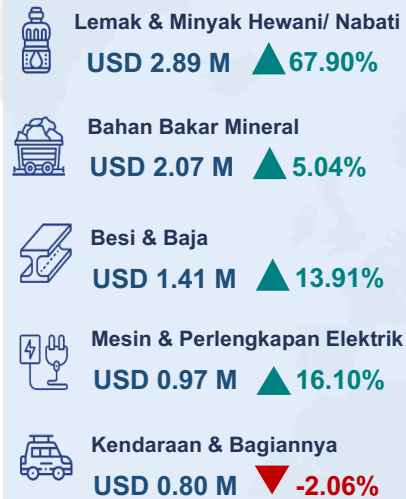 Lemak & Minyak Hewani/ Nabati
USD 2.89 M ▲ 67.90%
Bahan Bakar Mineral
USD 2.07 M ▲ 5.04%
Besi & Baja
USD 1.41 M ▲ 13.91%
Mesin & Perlengkapan Elektrik
USD 0.97 M ▲ 16.10%
Kendaraan & Bagiannya
USD 0.80 M ▼ -2.06%